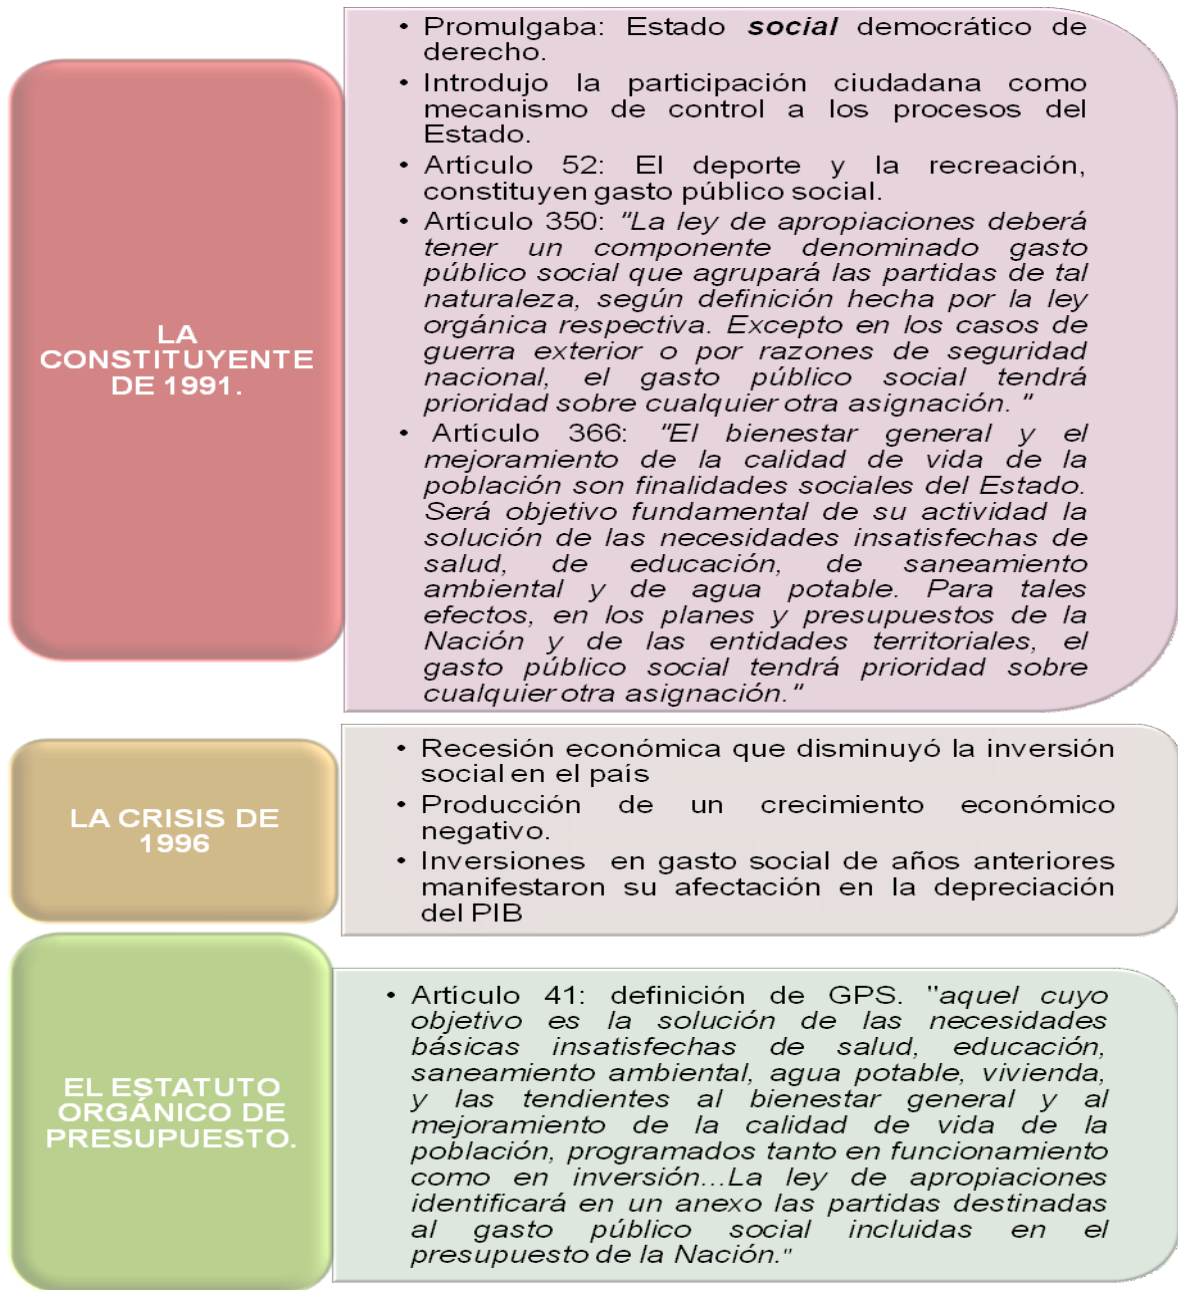 LA
CONSTITUYENTE
DE 1991.
• Promulgaba: Estado social democrático de
derecho.
• Introdujo la participación ciudadana como
mecanismo de control a los procesos del
Estado.
• Artículo 52: El deporte y la recreación,
constituyen gasto público social.
• Artículo 350: "La ley de apropiaciones deberá
tener un componente denominado gasto
público social que agrupará las partidas de tal
naturaleza, según definición hecha por la ley
orgánica respectiva. Excepto en los casos de
guerra exterior o por razones de seguridad
nacional, el gasto público social tendrá
prioridad sobre cualquier otra asignación. "
• Artículo 366: "El bienestar general y el
mejoramiento de la calidad de vida de la
población son finalidades sociales del Estado.
Será objetivo fundamental de su actividad la
solución de las necesidades insatisfechas de
salud, de educación, de saneamiento
ambiental y de agua potable. Para tales
efectos, en los planes y presupuestos de la
Nación y de las entidades territoriales, el
gasto público social tendrá prioridad sobre
cualquier otra asignación."
LA CRISIS DE
1996
• Recesión económica que disminuyó la inversión
social en el país
• Producción de un crecimiento económico
negativo.
• Inversiones en gasto social de años anteriores
manifestaron su afectación en la depreciación
del PIB
EL ESTATUTO
ORGÁNICO DE
PRESUPUESTO.
• Artículo 41: definición de GPS. "aquel cuyo
objetivo es la solución de las necesidades
básicas insatisfechas de salud, educación,
saneamiento ambiental, agua potable, vivienda,
y las tendientes al bienestar general y al
mejoramiento de la calidad de vida de la
población, programados tanto en funcionamiento
como en inversión...La ley de apropiaciones
identificará en un anexo las partidas destinadas
al gasto público social incluidas en el
presupuesto de la Nación."